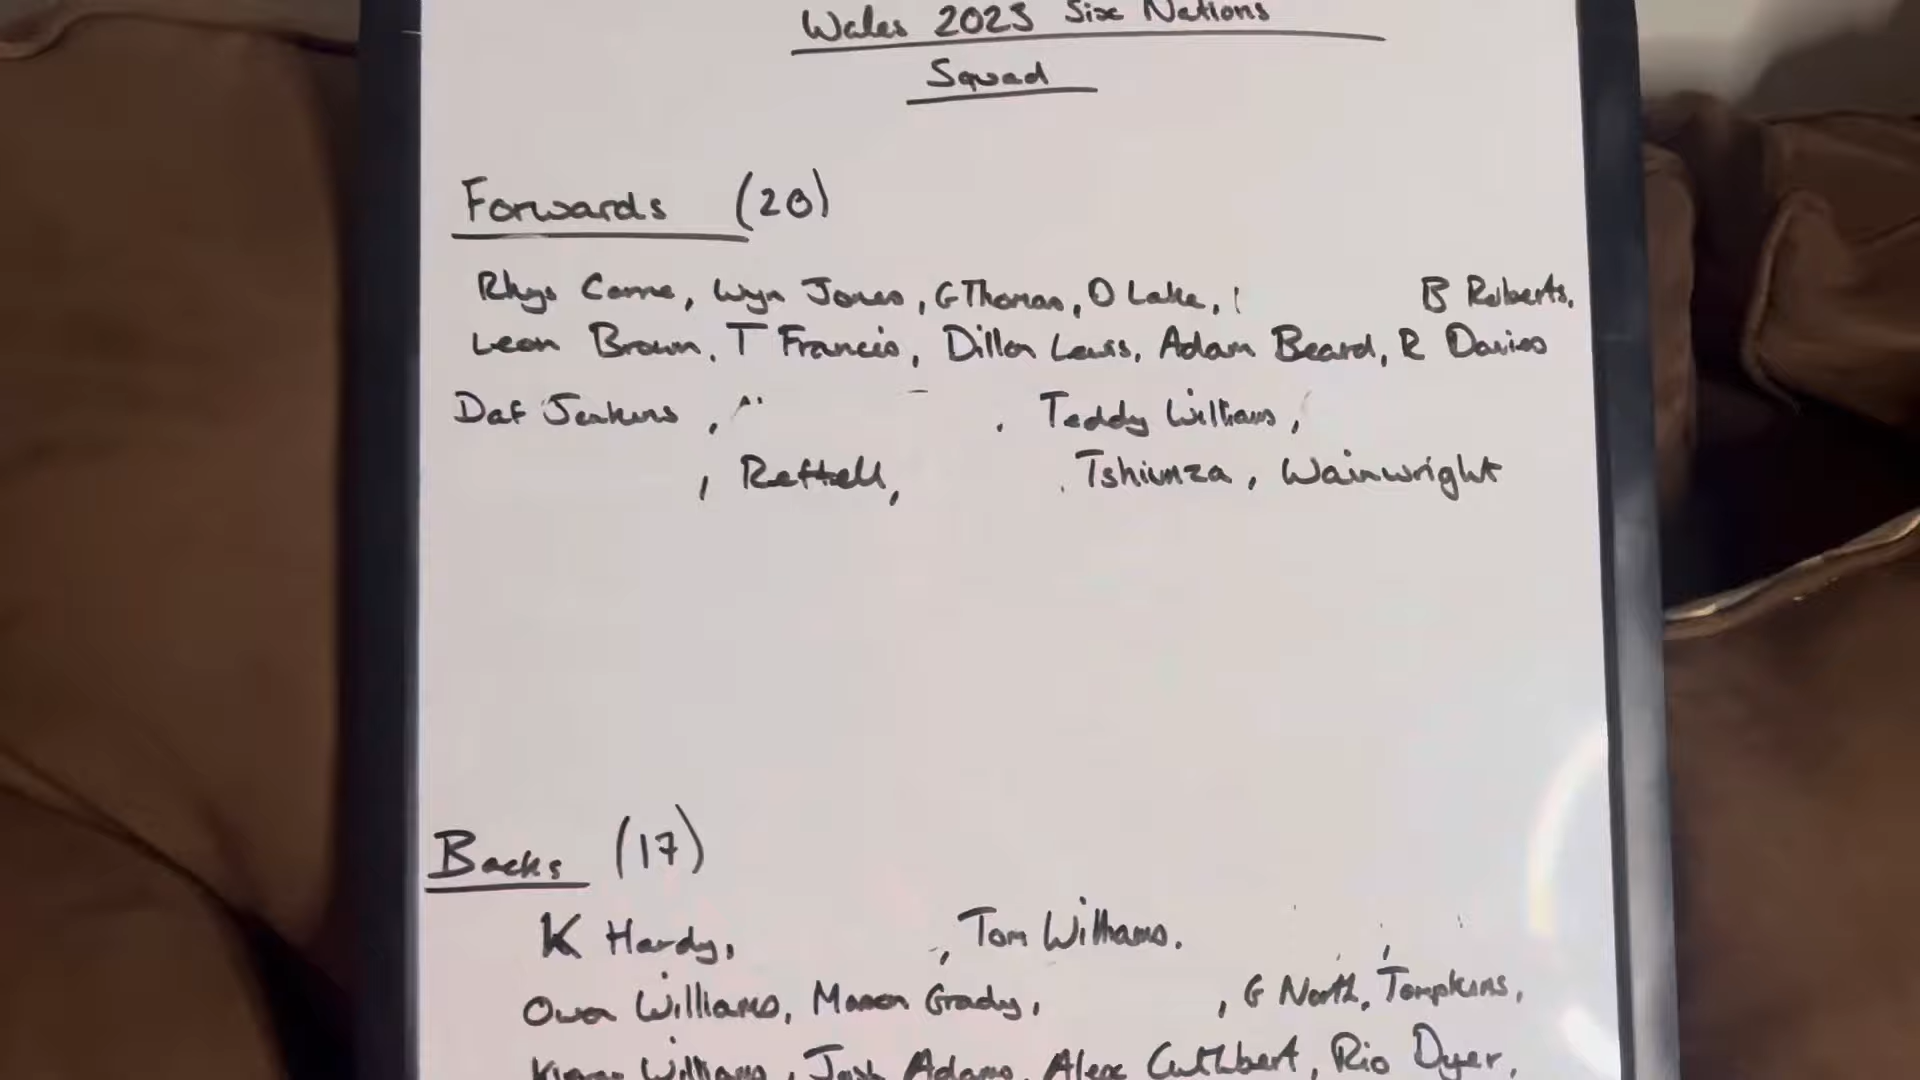 Wales 2023 Six Nations
Squad
Forwards (20)
Rhys Carre, Wyn Jones, G Thomas, D Lake, B Roberts,
Leon Brown, T Francis, Dillon Lewis, Adam Beard, R Davies
Daf Jenkins, , Teddy Williams,
, Reffell, , Tshiunza, Wainwright
Backs (17)
K Hardy, , Tom Williams.
Owen Williams, Mason Grady, , G North, Tompkins,
Kieran Williams, Josh Adams, Alex Cuthbert, Rio Dyer,